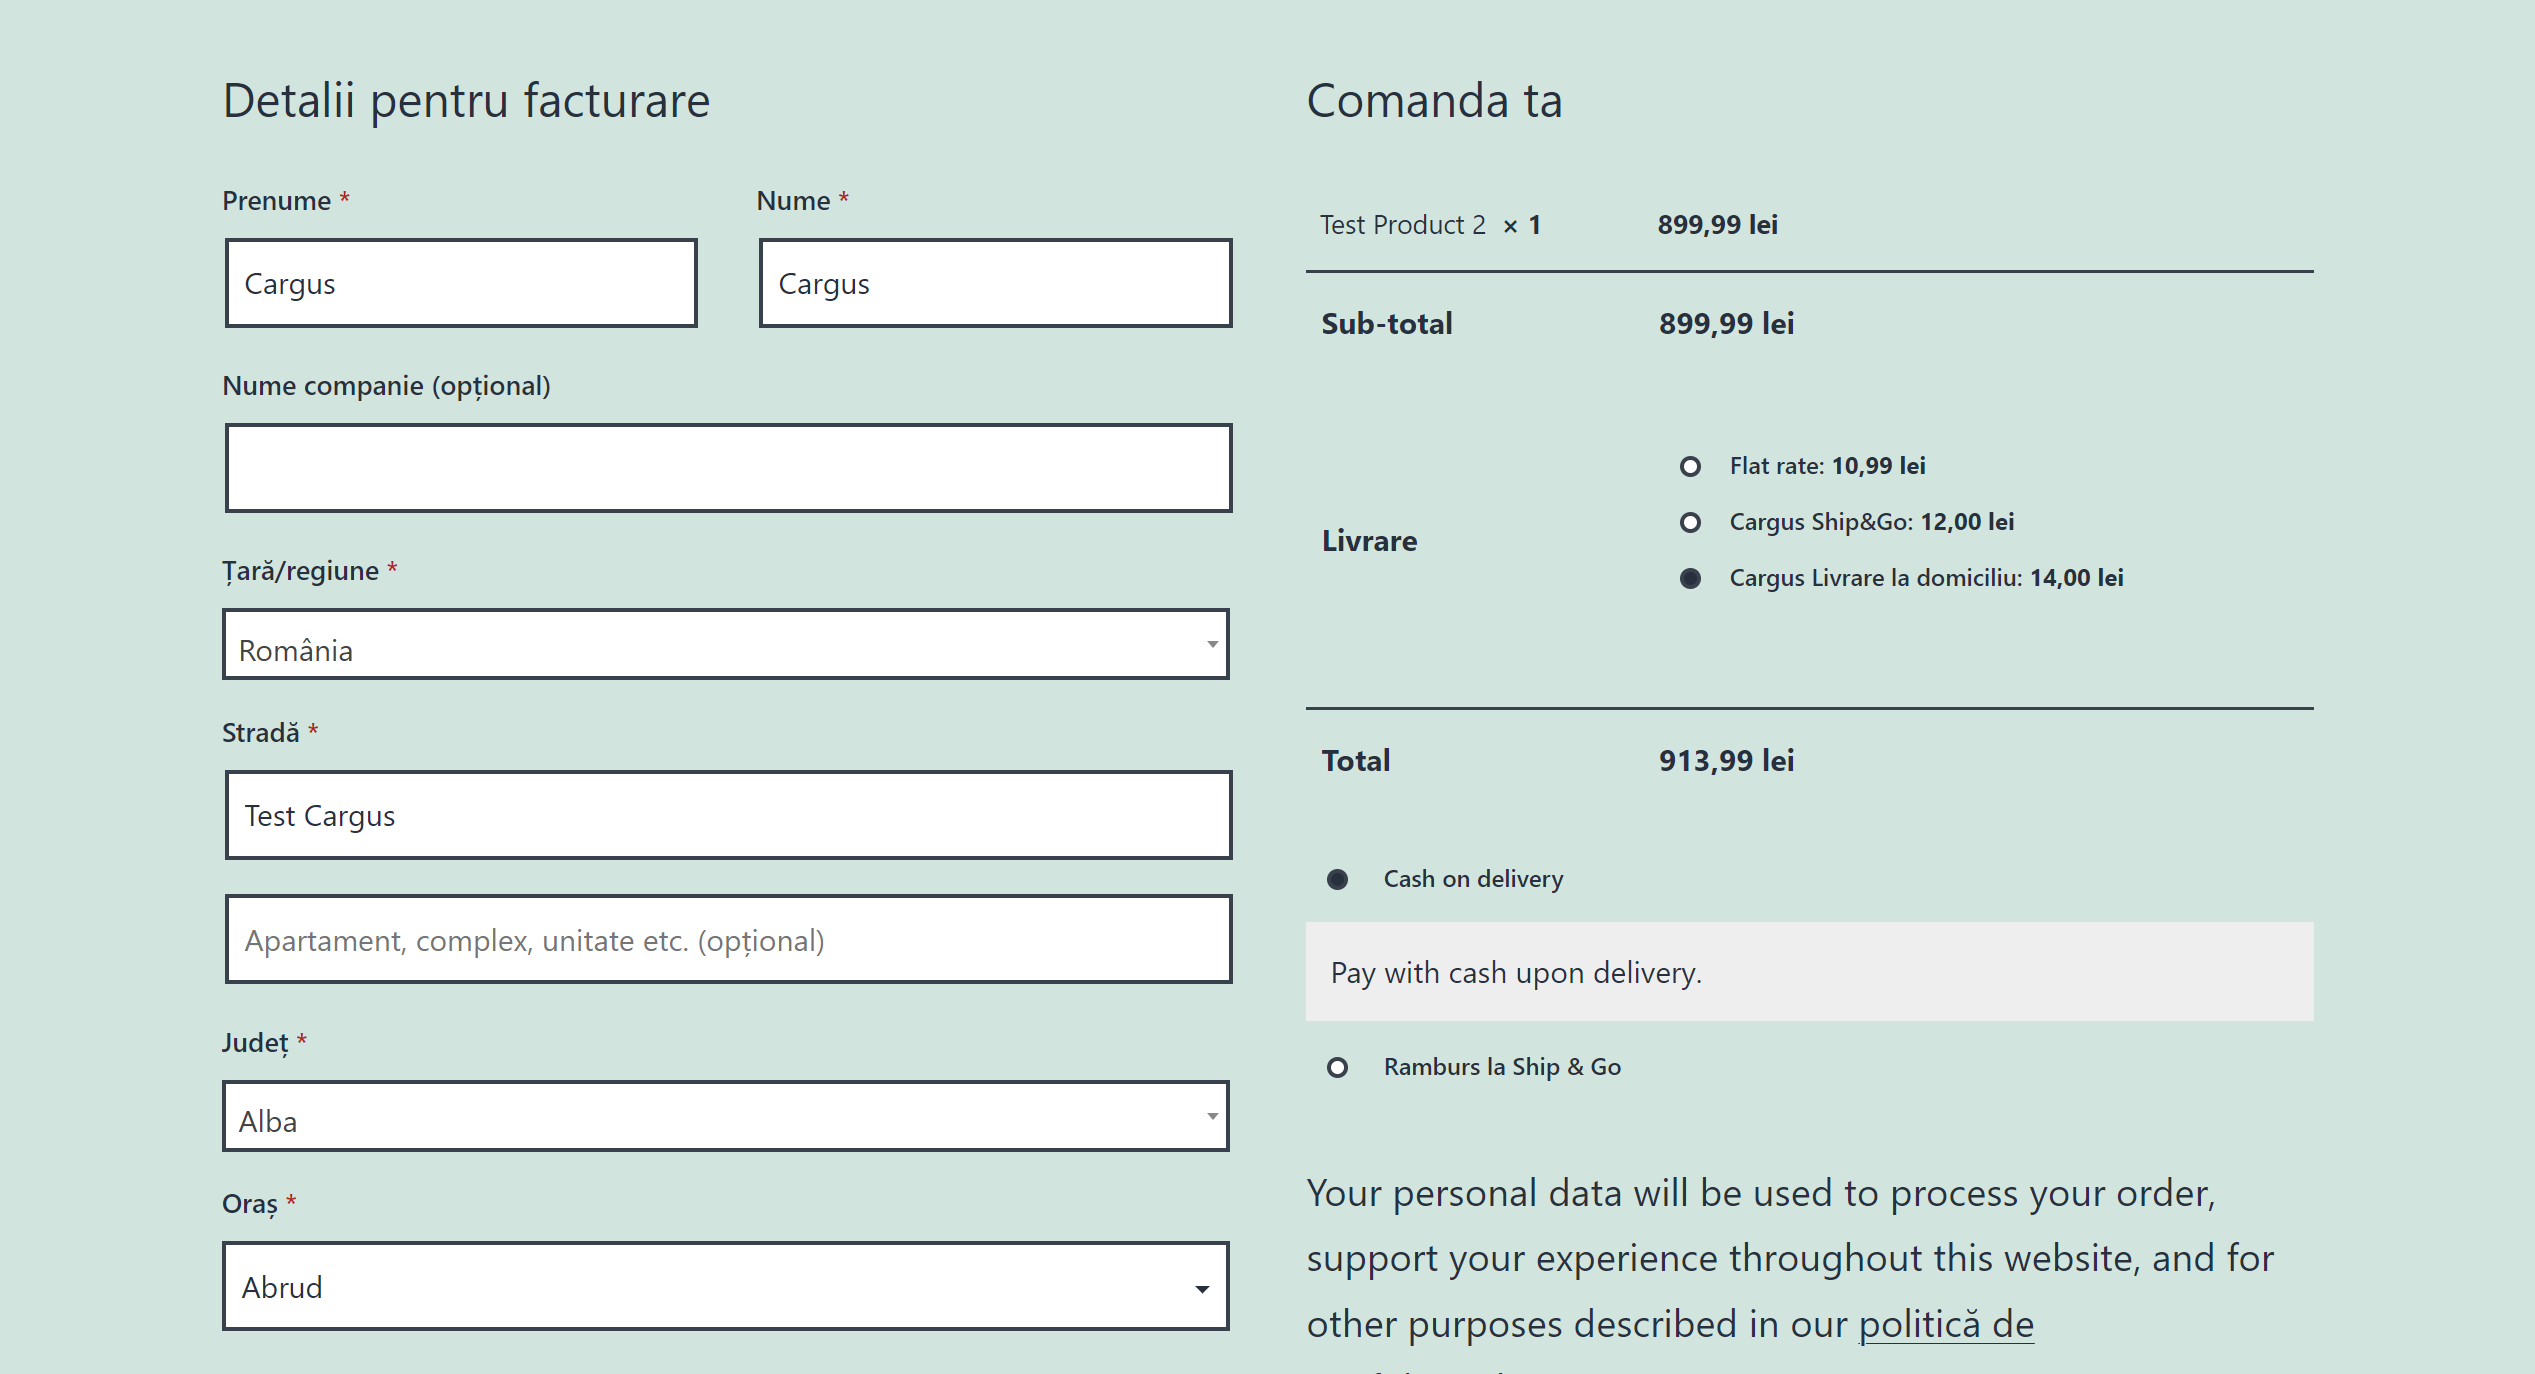 Detalii pentru facturare
Prenume *
Nume *
Cargus
Cargus
Nume companie (opțional)
Țară/regiune *
România
Stradă *
Test Cargus
Apartament, complex, unitate etc. (opțional)
Județ *
Alba
Oraș *
Abrud
Comanda ta
Test Product 2 × 1 899,99 lei
Sub-total 899,99 lei
Livrare
Flat rate: 10,99 lei
Cargus Ship&Go: 12,00 lei
Cargus Livrare la domiciliu: 14,00 lei
Total 913,99 lei
Cash on delivery
Pay with cash upon delivery.
Ramburs la Ship & Go
Your personal data will be used to process your order,
support your experience throughout this website, and for
other purposes described in our politică de